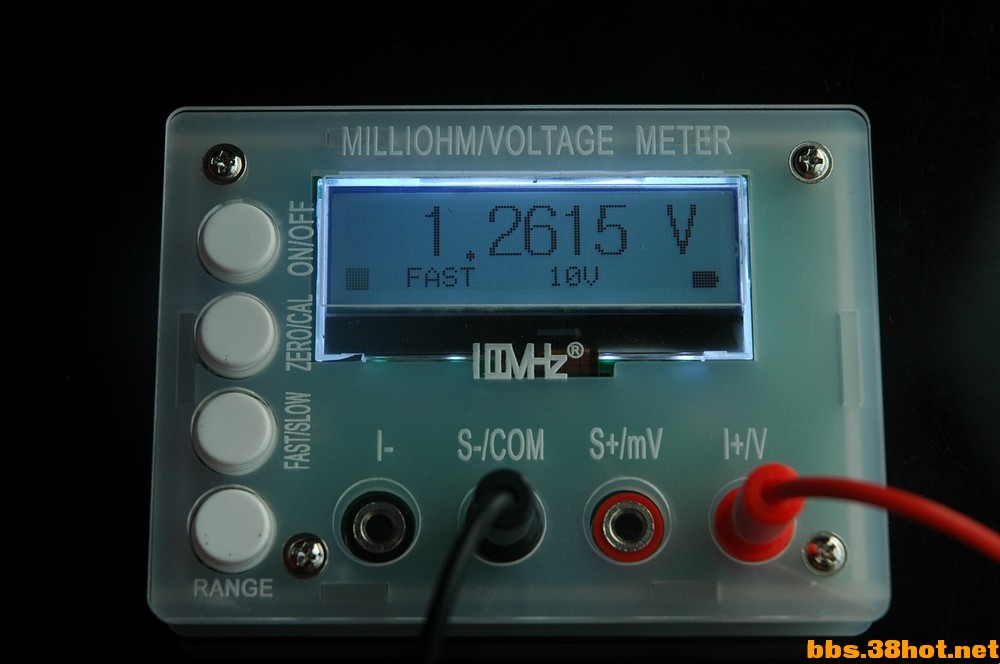 MILLIOHM/VOLTAGE METER
1.2615 V
FAST 10V
ON/OFF
ZERO/CAL
FAST/SLOW
RANGE
I- S-/COM S+/mV I+/V
bbs.38hot.net